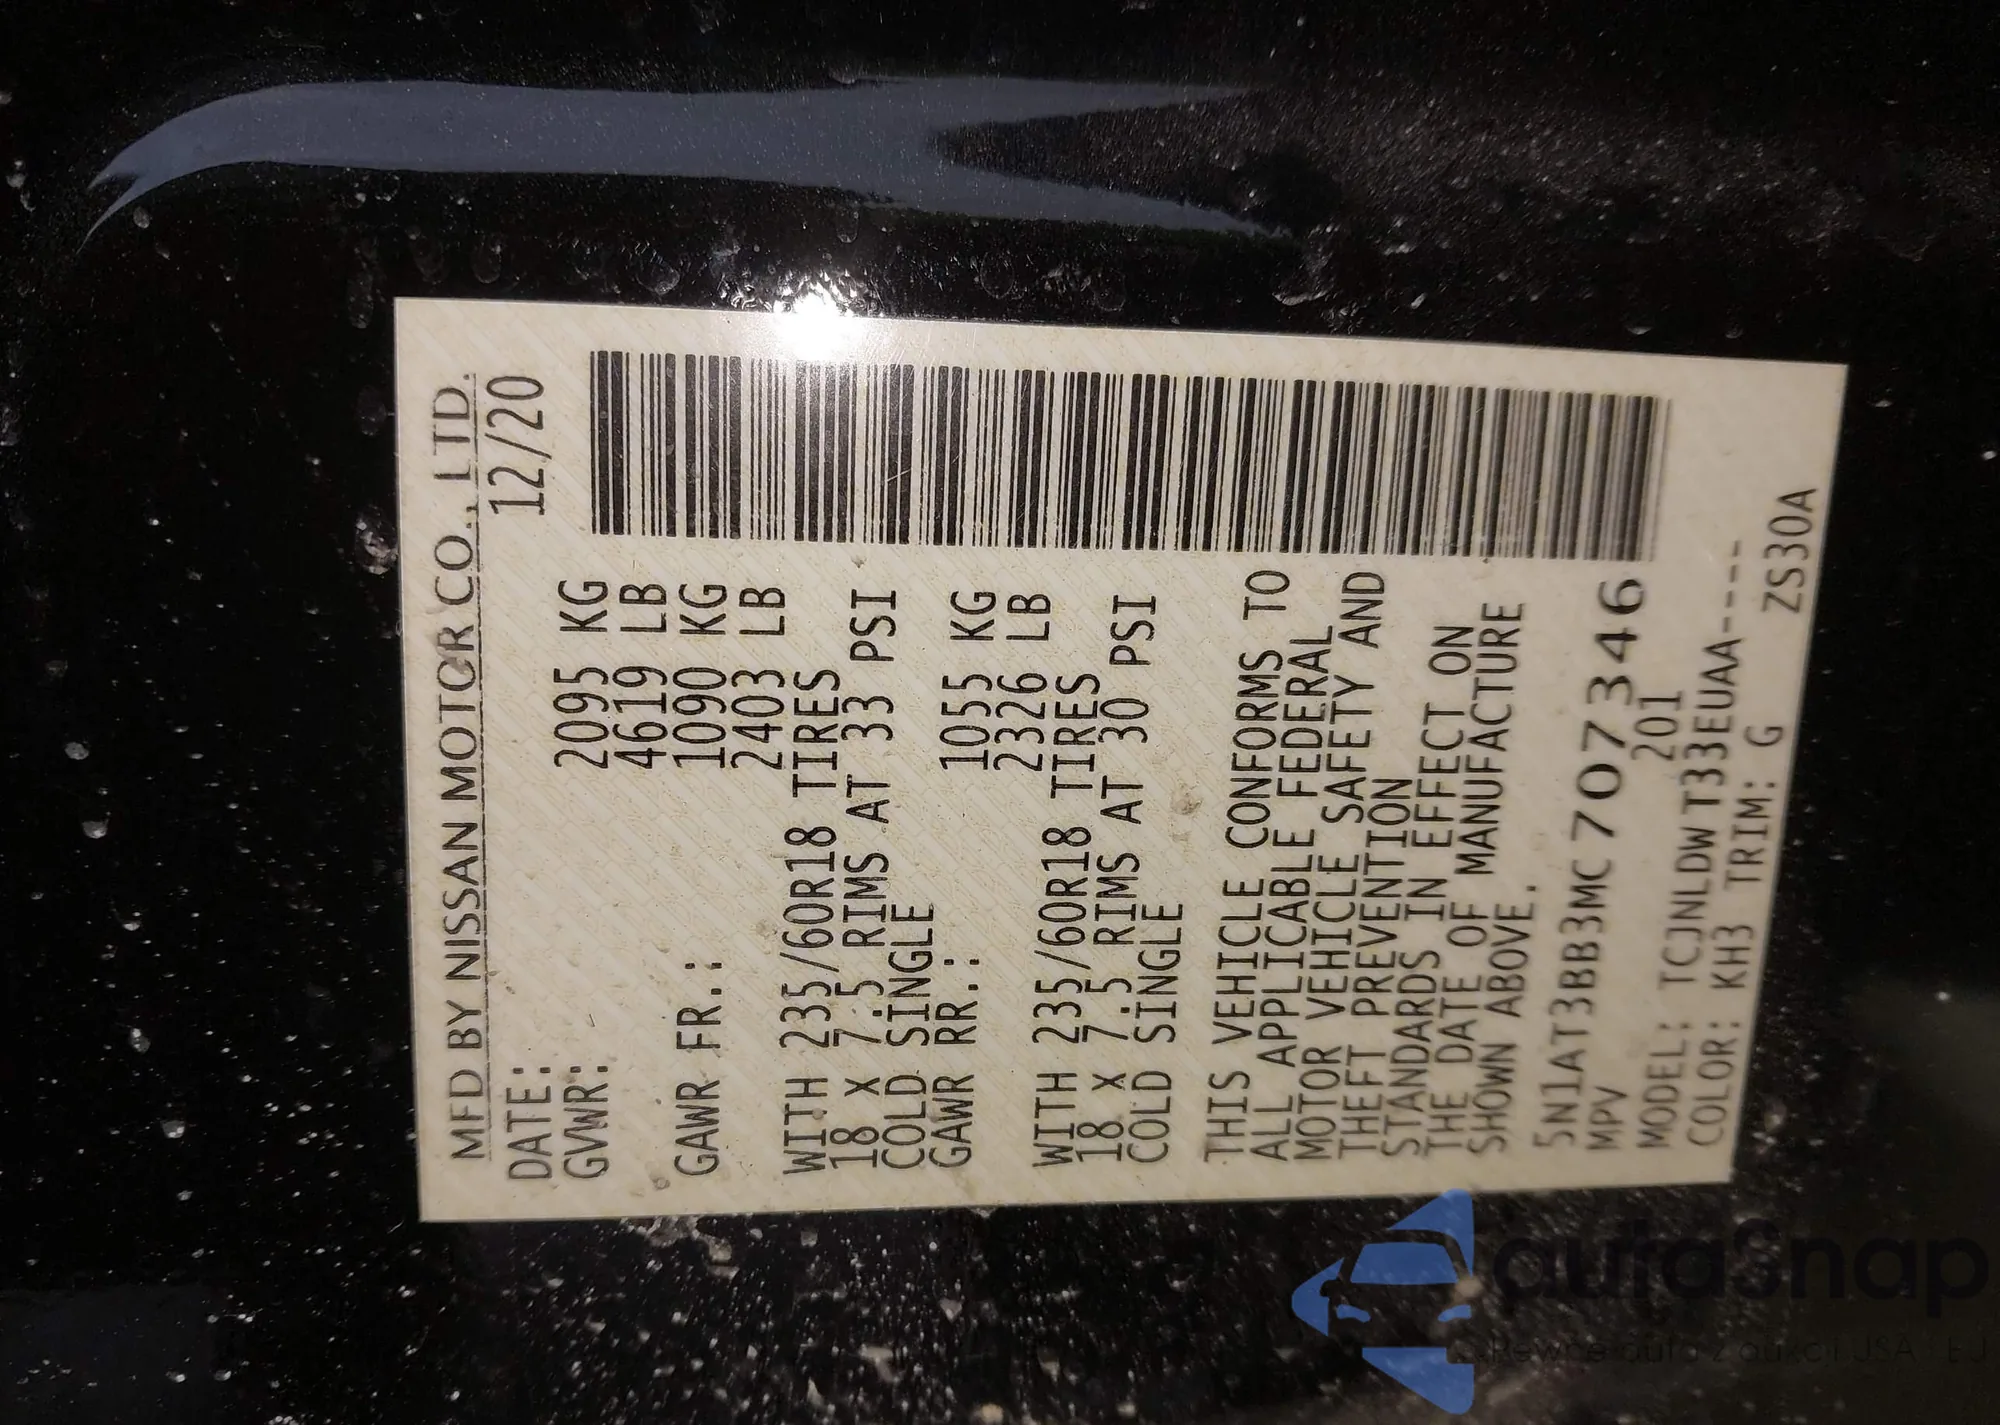 MFD BY NISSAN MOTOR CO., LTD.
DATE: 12/20
GVWR: 2095 KG
4619 LB
GAWR FR.: 1090 KG
2403 LB
WITH 235/60R18 TIRES
18 X 7.5 RIMS AT 33 PSI
COLD SINGLE
GAWR RR.: 1055 KG
2326 LB
WITH 235/60R18 TIRES
18 X 7.5 RIMS AT 30 PSI
COLD SINGLE
THIS VEHICLE CONFORMS TO
ALL APPLICABLE FEDERAL
MOTOR VEHICLE SAFETY AND
THEFT PREVENTION
STANDARDS IN EFFECT ON
THE DATE OF MANUFACTURE
SHOWN ABOVE.
5N1AT3BB3MC707346
MPV 201
MODEL: TCJNLDW T33EUAA----
COLOR: KH3 TRIM: G ZS30A
autaSnap